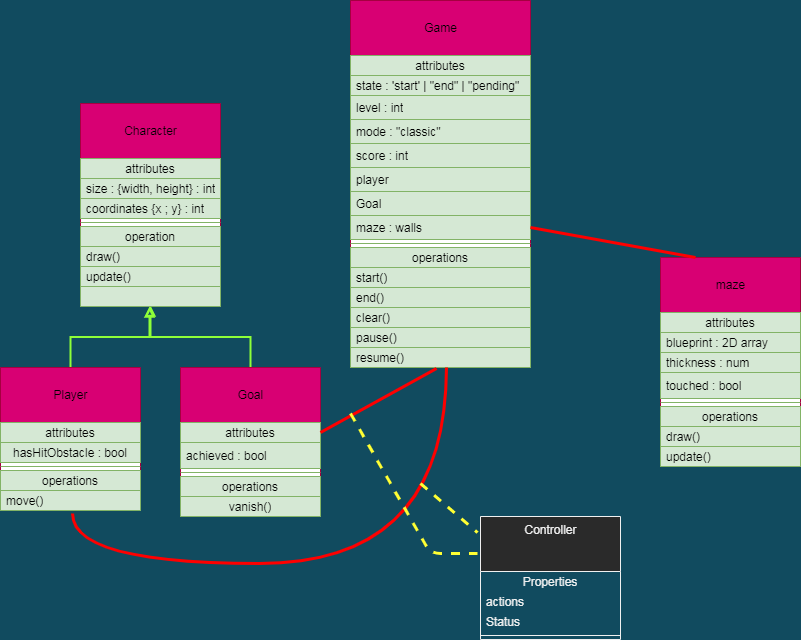 Game
attributes
state : 'start' | "end" | "pending"
level : int
mode : "classic"
score : int
player
Goal
maze : walls
operations
start()
end()
clear()
pause()
resume()
Character
attributes
size : {width, height} : int
coordinates {x ; y} : int
operation
draw()
update()
maze
attributes
blueprint : 2D array
thickness : num
touched : bool
operations
draw()
update()
Player
attributes
hasHitObstacle : bool
operations
move()
Goal
attributes
achieved : bool
operations
vanish()
Controller
Properties
actions
Status